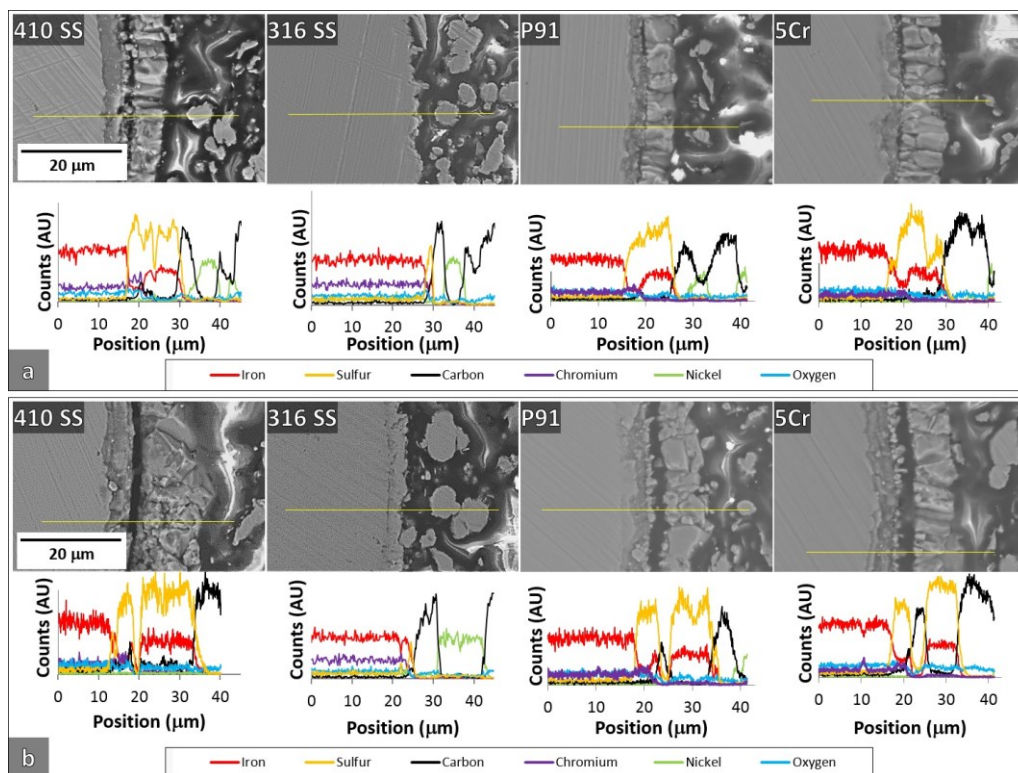 410 SS
316 SS
P91
5Cr
20 μm
Counts (AU)
0 10 20 30 40
Position (μm)
Counts (AU)
0 10 20 30 40
Position (μm)
Counts (AU)
0 10 20 30 40
Position (μm)
Counts (AU)
0 10 20 30 40
Position (μm)
a
Iron Sulfur Carbon Chromium Nickel Oxygen
410 SS
316 SS
P91
5Cr
20 μm
Counts (AU)
0 10 20 30 40
Position (μm)
Counts (AU)
0 10 20 30 40
Position (μm)
Counts (AU)
0 10 20 30 40
Position (μm)
Counts (AU)
0 10 20 30 40
Position (μm)
b
Iron Sulfur Carbon Chromium Nickel Oxygen